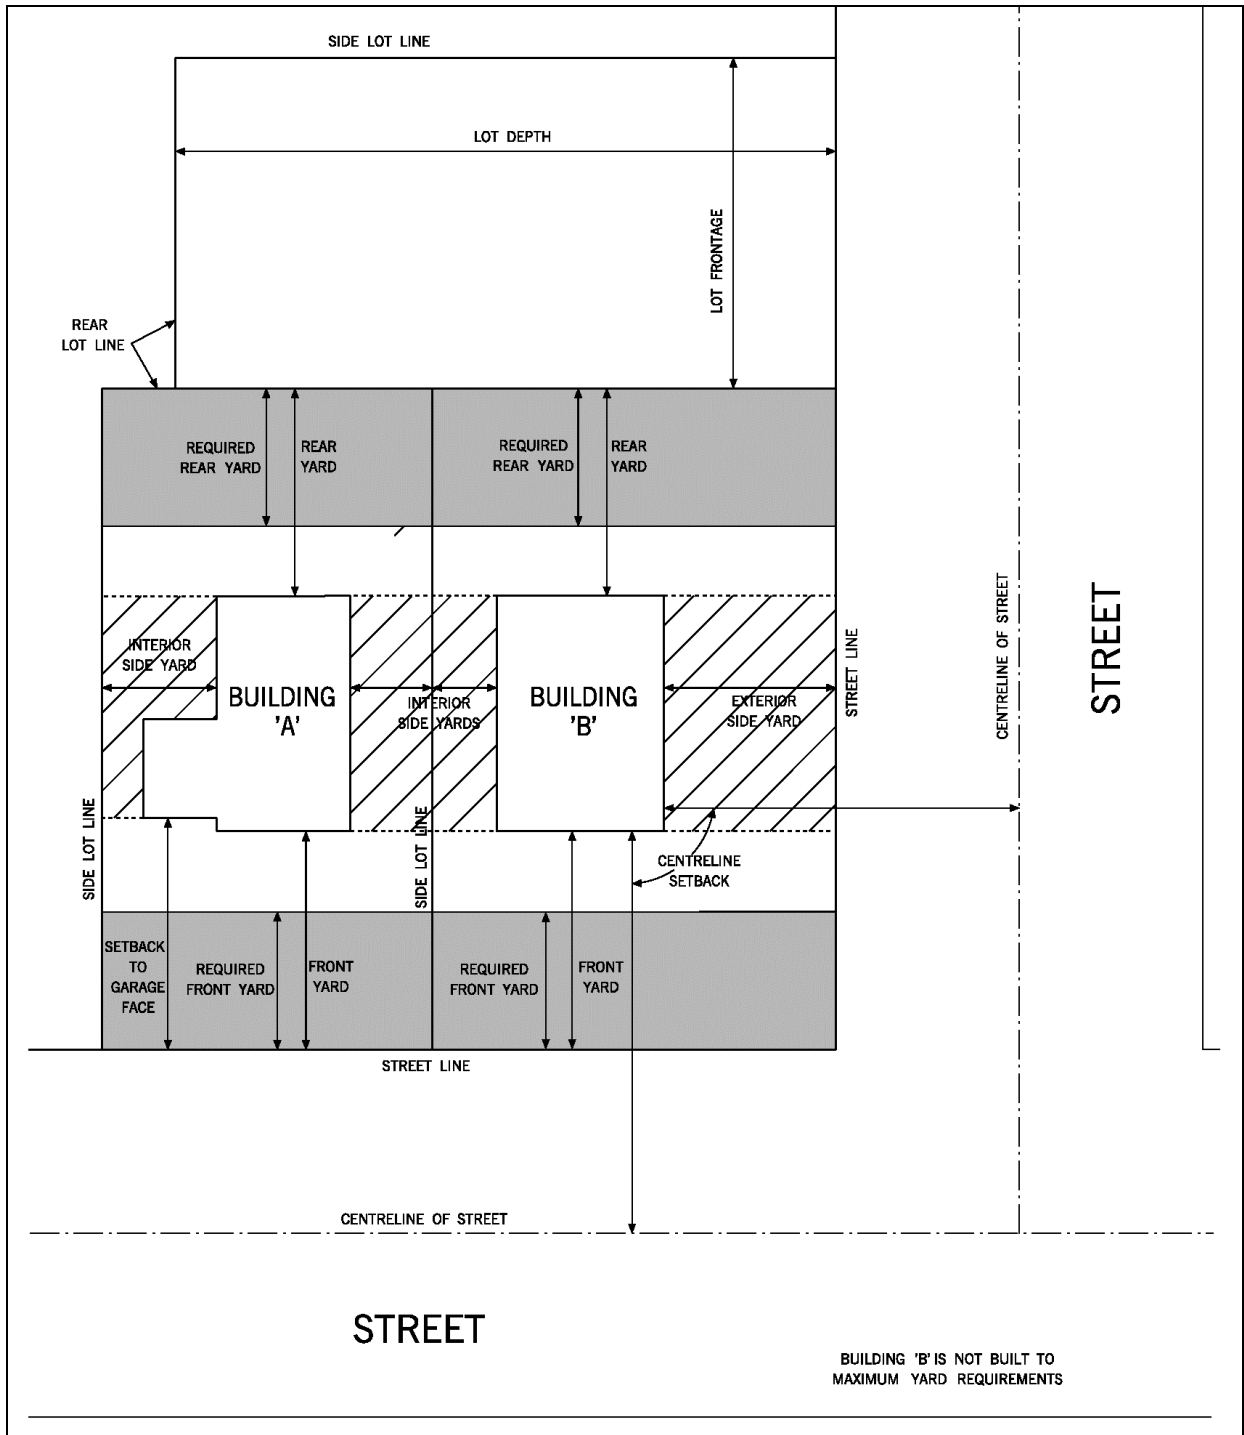 SIDE LOT LINE
LOT DEPTH
LOT FRONTAGE
REAR
LOT LINE
REQUIRED
REAR YARD
REAR
YARD
REQUIRED
REAR YARD
REAR
YARD
INTERIOR
SIDE YARD
BUILDING
'A'
INTERIOR
SIDE YARDS
BUILDING
'B'
EXTERIOR
SIDE YARD
STREET LINE
CENTRELINE OF STREET
STREET
SIDE LOT LINE
SIDE LOT LINE
CENTRELINE
SETBACK
SETBACK
TO
GARAGE
FACE
REQUIRED
FRONT YARD
FRONT
YARD
REQUIRED
FRONT YARD
FRONT
YARD
STREET LINE
CENTRELINE OF STREET
STREET
BUILDING 'B' IS NOT BUILT TO
MAXIMUM YARD REQUIREMENTS